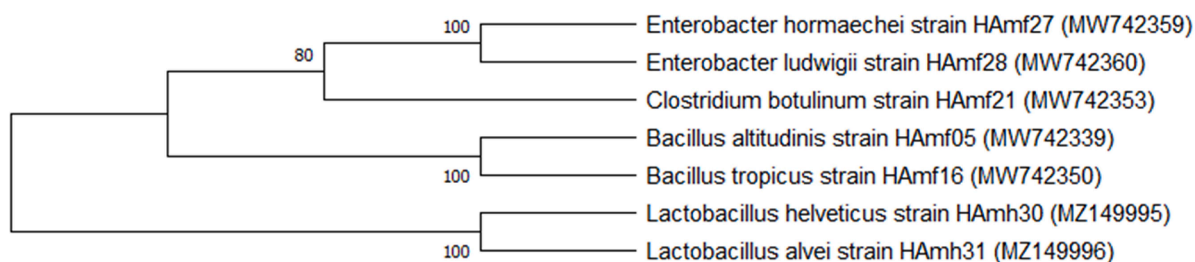 100
Enterobacter hormaechei strain HAmf27 (MW742359)
80
Enterobacter ludwigii strain HAmf28 (MW742360)
Clostridium botulinum strain HAmf21 (MW742353)
Bacillus altitudinis strain HAmf05 (MW742339)
100
Bacillus tropicus strain HAmf16 (MW742350)
Lactobacillus helveticus strain HAmh30 (MZ149995)
100
Lactobacillus alvei strain HAmh31 (MZ149996)